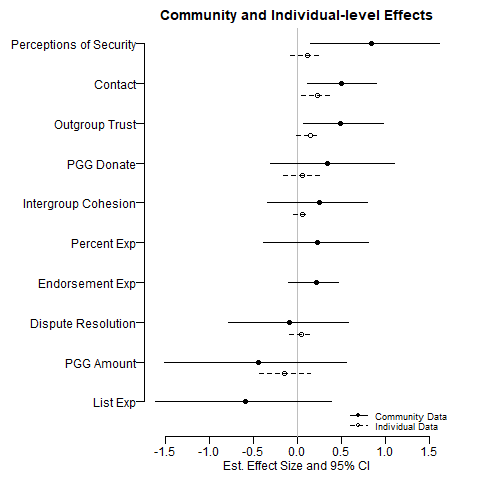 Community and Individual-level Effects
Perceptions of Security
Contact
Outgroup Trust
PGG Donate
Intergroup Cohesion
Percent Exp
Endorsement Exp
Dispute Resolution
PGG Amount
List Exp
Community Data
Individual Data
-1.5 -1.0 -0.5 0.0 0.5 1.0 1.5
Est. Effect Size and 95% CI